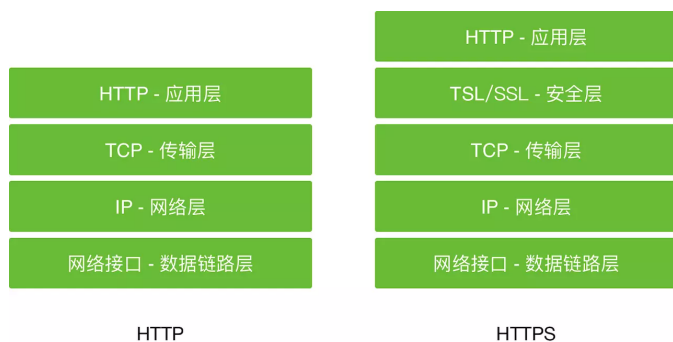 HTTP - 应用层
TCP - 传输层
IP - 网络层
网络接口 - 数据链路层
HTTP
HTTP - 应用层
TSL/SSL - 安全层
TCP - 传输层
IP - 网络层
网络接口 - 数据链路层
HTTPS